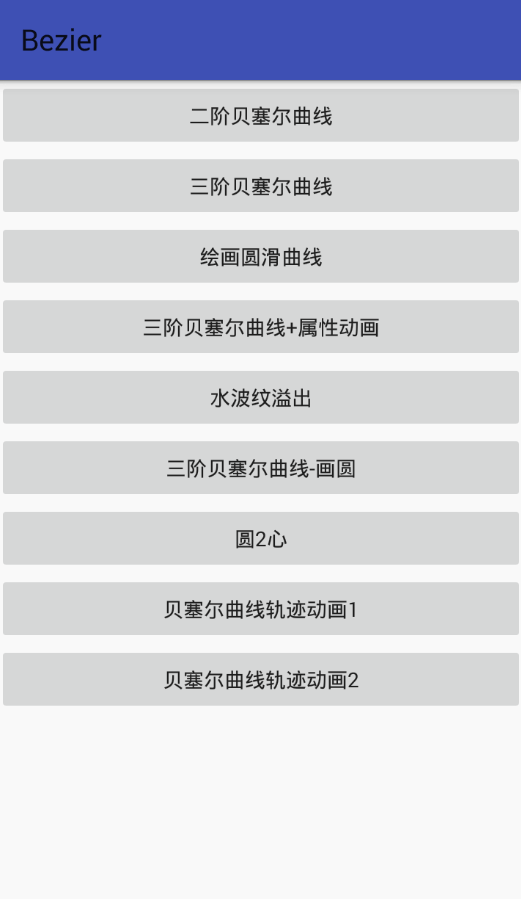 Bezier
二阶贝塞尔曲线
三阶贝塞尔曲线
绘画圆滑曲线
三阶贝塞尔曲线+属性动画
水波纹溢出
三阶贝塞尔曲线-画圆
圆2心
贝塞尔曲线轨迹动画1
贝塞尔曲线轨迹动画2